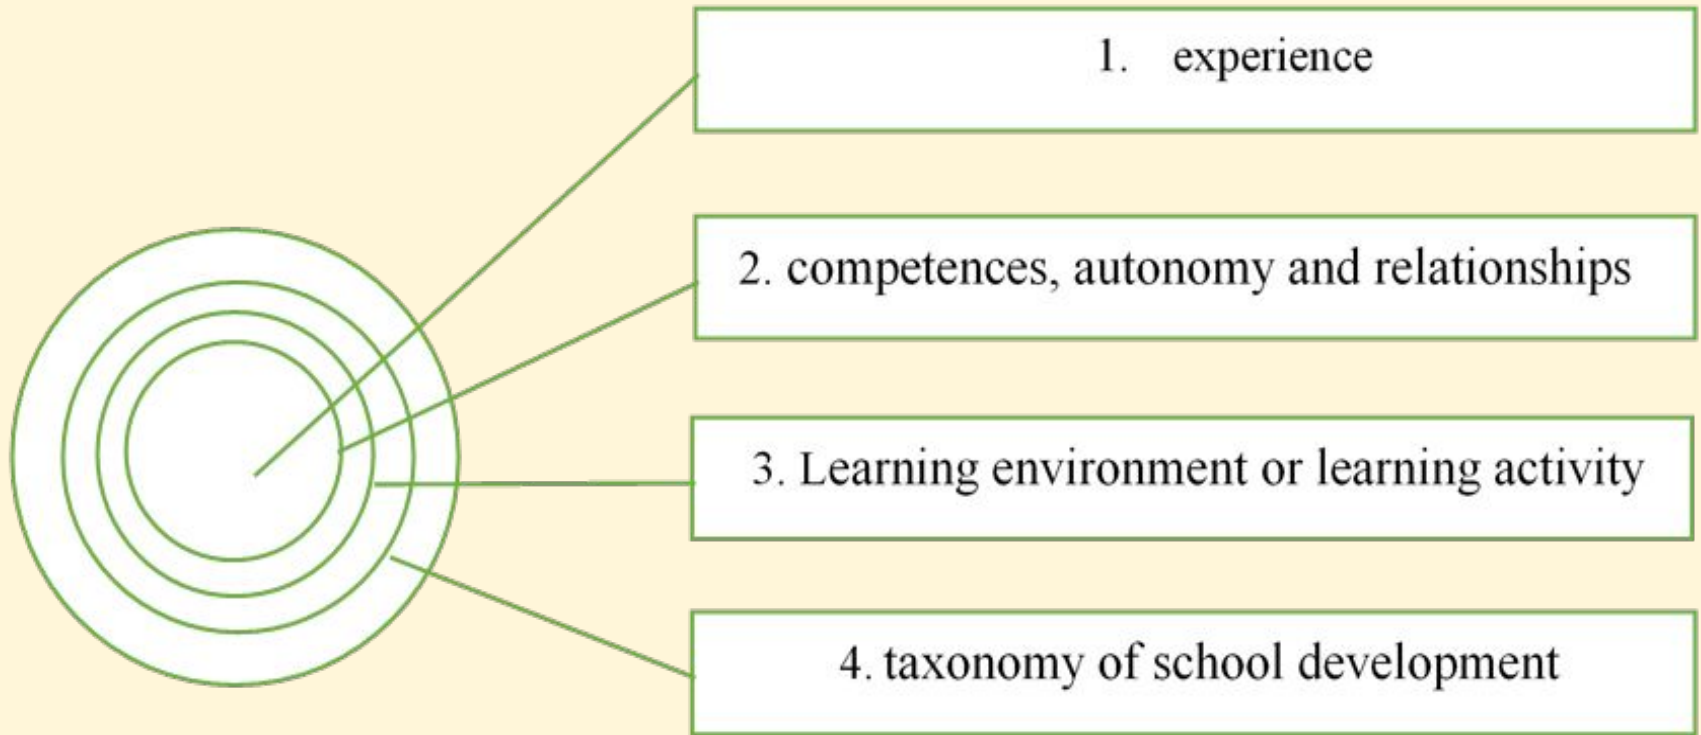 1. experience
2. competences, autonomy and relationships
3. Learning environment or learning activity
4. taxonomy of school development